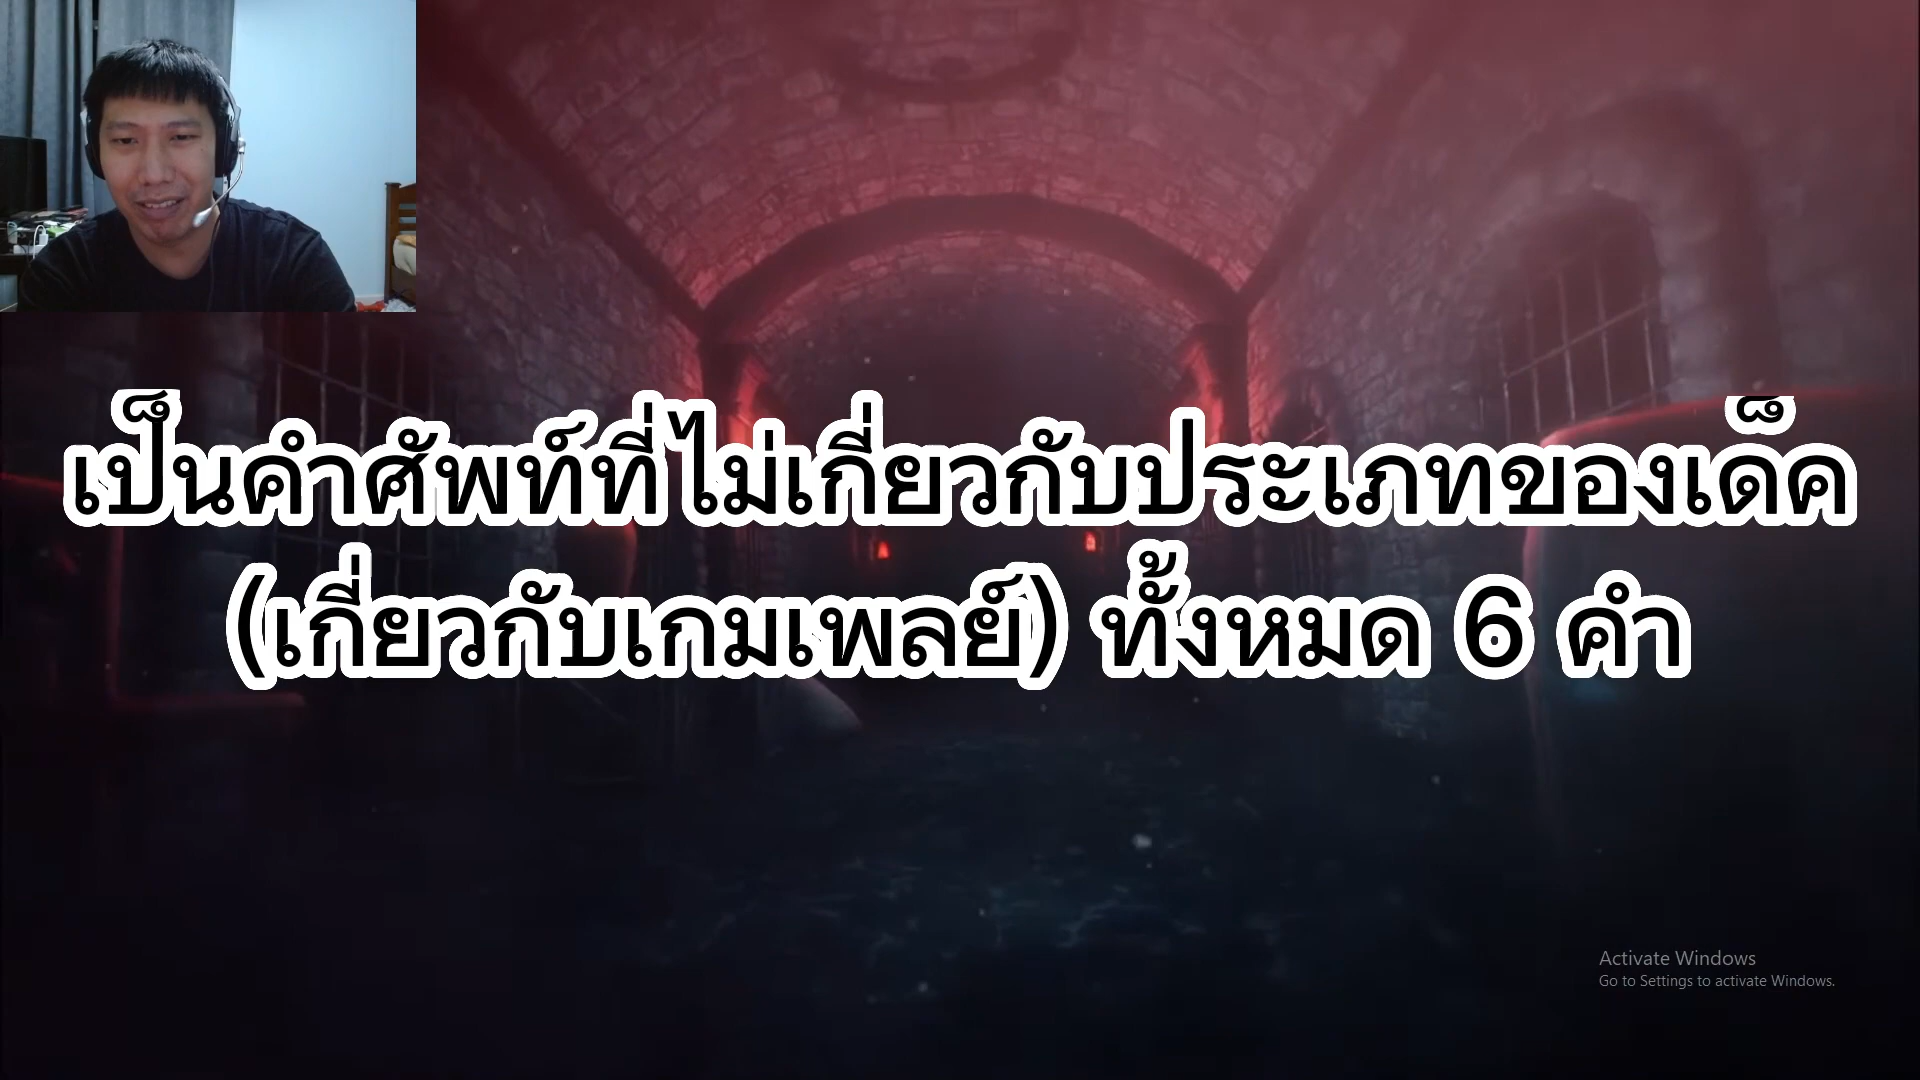 เป็นคำศัพท์ที่ไม่เกี่ยวกับประเภทของเด็ค
(เกี่ยวกับเกมเพลย์) ทั้งหมด 6 คำ
Activate Windows
Go to Settings to activate Windows.